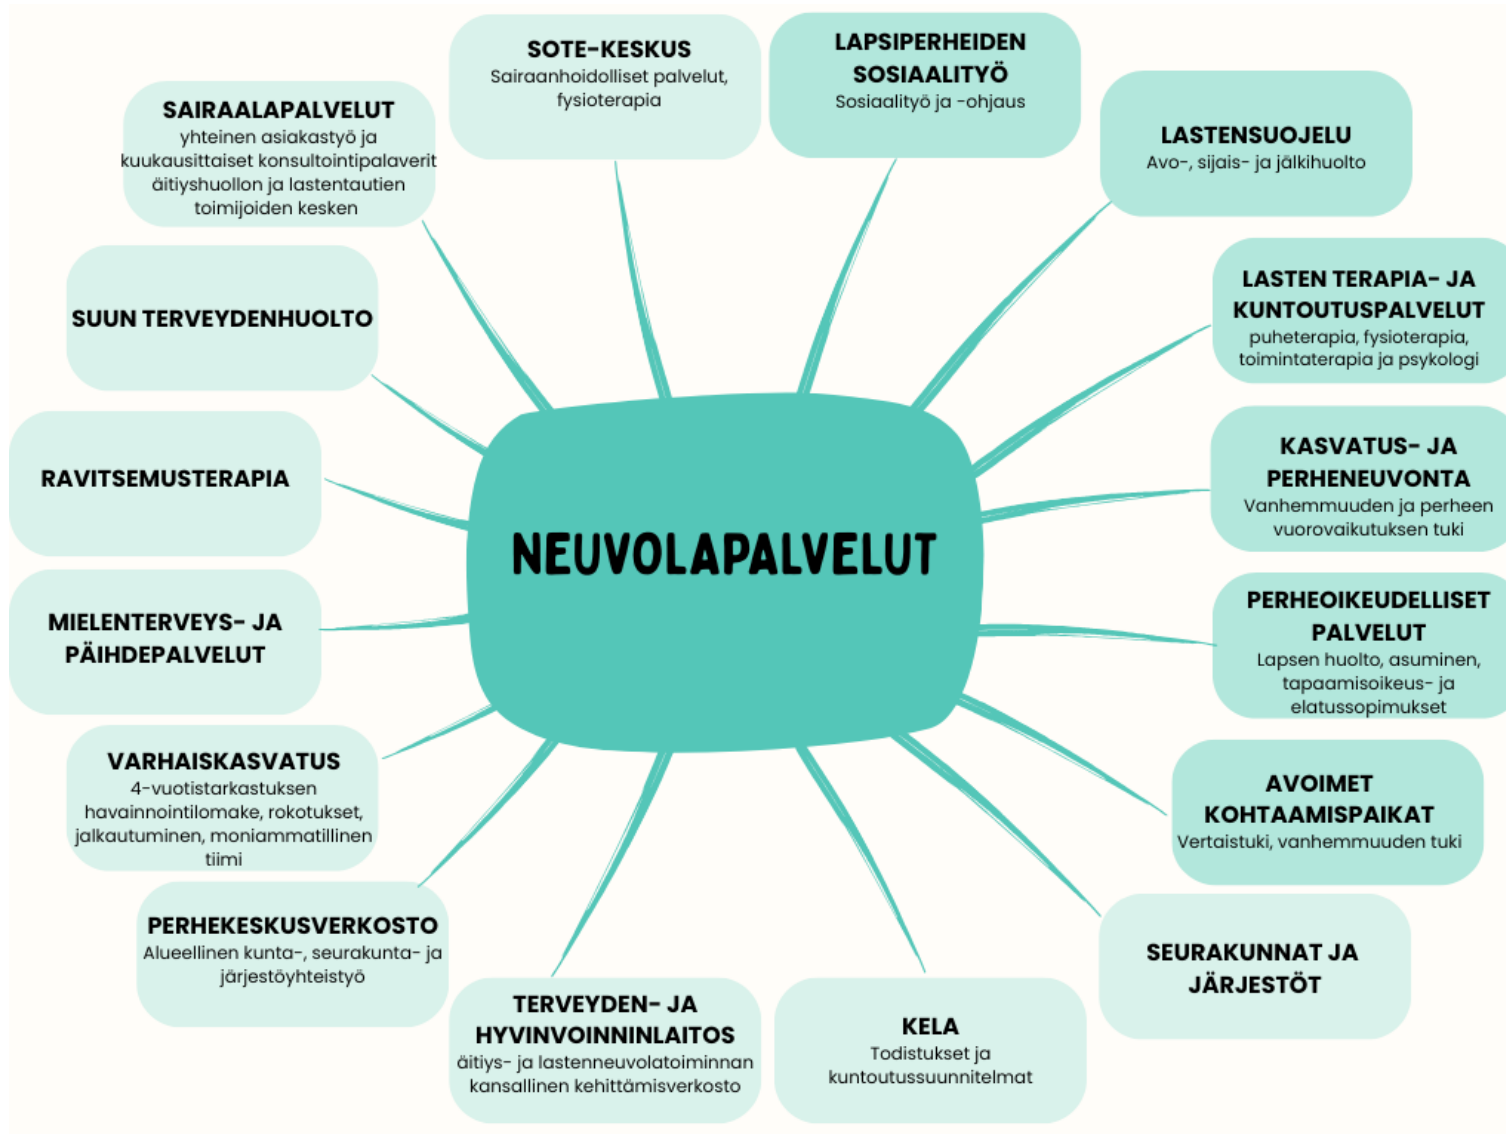 SOTE-KESKUS
Sairaanhoidolliset palvelut,
fysioterapia
LAPSIPERHEIDEN
SOSIAALITYÖ
Sosiaalityö ja -ohjaus
LASTENSUOJELU
Avo-, sijais- ja jälkihuolto
LASTEN TERAPIA- JA
KUNTOUTUSPALVELUT
puheterapia, fysioterapia,
toimintaterapia ja psykologi
KASVATUS- JA
PERHENEUVONTA
Vanhemmuuden ja perheen
vuorovaikutuksen tuki
PERHEOIKEUDELLISET
PALVELUT
Lapsen huolto, asuminen,
tapaamisoikeus- ja
elatussopimukset
AVOIMET
KOHTAAMISPAIKAT
Vertaistuki, vanhemmuuden tuki
SEURAKUNNAT JA
JÄRJESTÖT
KELA
Todistukset ja
kuntoutussuunnitelmat
TERVEYDEN- JA
HYVINVOINNINLAITOS
äitiys- ja lastenneuvolatoiminnan
kansallinen kehittämisverkosto
PERHEKESKUSVERKOSTO
Alueellinen kunta-, seurakunta- ja
järjestöyhteistyö
VARHAISKASVATUS
4-vuotistarkastuksen
havainnointilomake, rokotukset,
jalkautuminen, moniammatillinen
tiimi
MIELENTERVEYS- JA
PÄIHDEPALVELUT
RAVITSEMUSTERAPIA
SUUN TERVEYDENHUOLTO
SAIRAALAPALVELUT
yhteinen asiakastyö ja
kuukausittaiset konsultointipalaverit
äitiyshuollon ja lastentautien
toimijoiden kesken
NEUVOLAPALVELUT